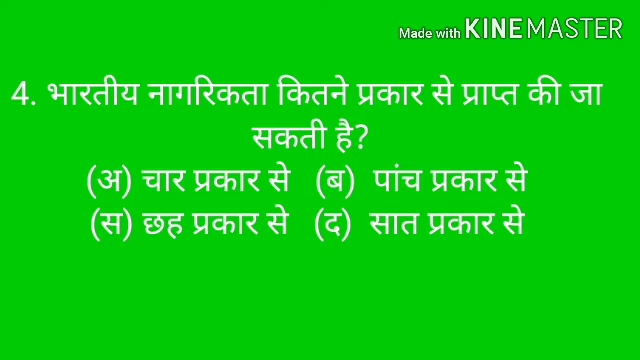 Made with KINEMASTER
4. भारतीय नागरिकता कितने प्रकार से प्राप्त की जा
सकती है?
(अ) चार प्रकार से (ब) पांच प्रकार से
(स) छह प्रकार से (द) सात प्रकार से